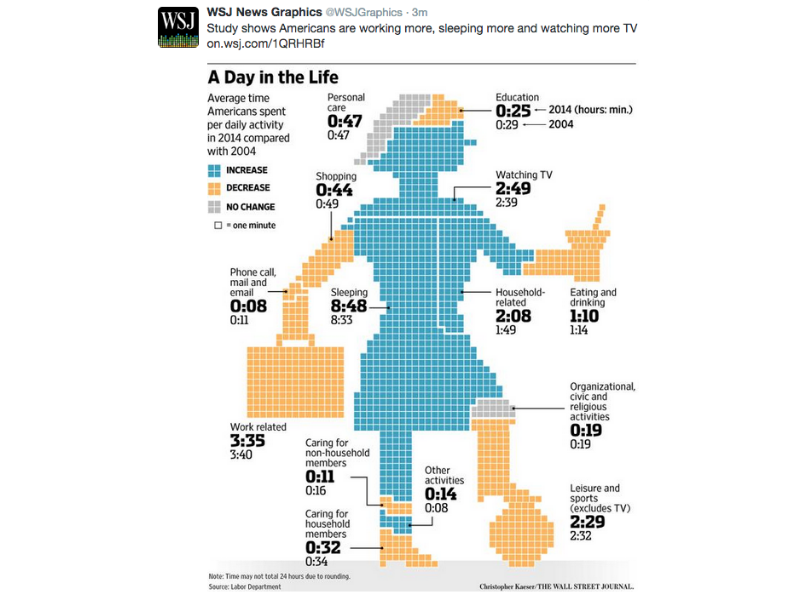 WSJ
WSJ News Graphics @WSJGraphics · 3m
Study shows Americans are working more, sleeping more and watching more TV
on.wsj.com/1QRHRBf
A Day in the Life
Average time
Americans spent
per daily activity
in 2014 compared
with 2004
INCREASE
DECREASE
NO CHANGE
= one minute
Personal
care
0:47
0:47
Education
0:25
2014 (hours: min.)
0:29
2004
Shopping
0:44
0:49
Watching TV
2:49
2:39
Phone call,
mail and
email
0:08
0:11
Sleeping
8:48
8:33
Household-
related
2:08
1:49
Eating and
drinking
1:10
1:14
Organizational,
civic and
religious
activities
0:19
0:19
Work related
3:35
3:40
Caring for
non-household
members
0:11
0:16
Other
activities
0:14
0:08
Leisure and
sports
(excludes TV)
2:29
2:32
Caring for
household
members
0:32
0:34
Note: Time may not total 24 hours due to rounding.
Source: Labor Department
Christopher Kaeser/THE WALL STREET JOURNAL.